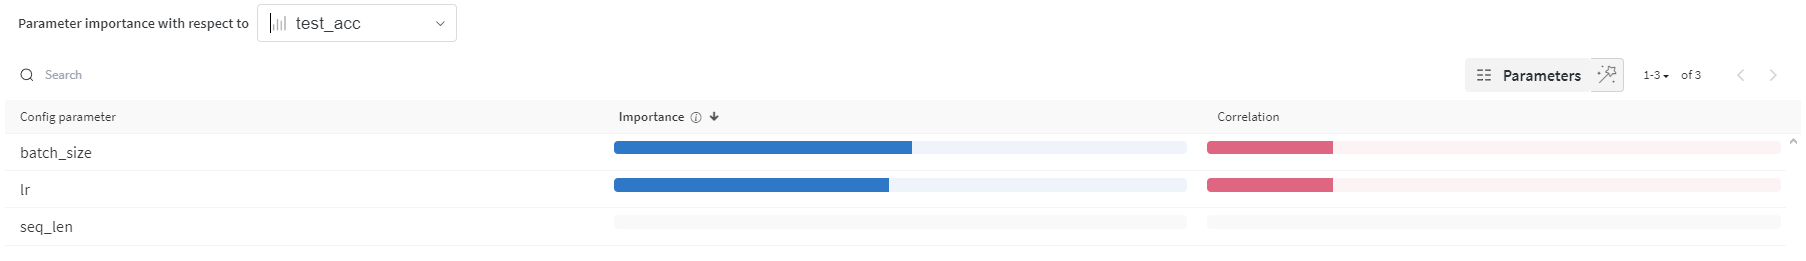 Parameter importance with respect to test_acc
Search Parameters 1-3 of 3
Config parameter Importance Correlation
batch_size
lr
seq_len